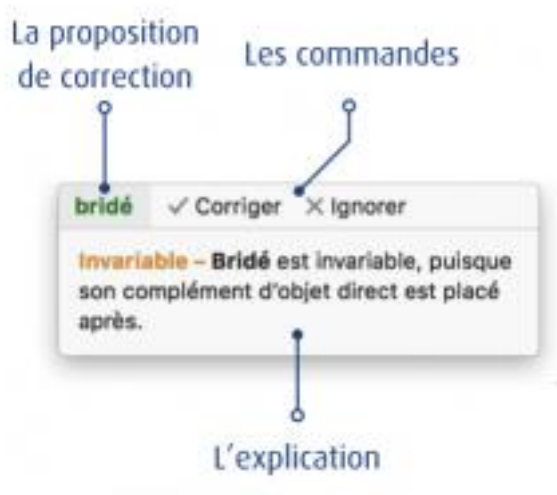 La proposition
de correction
Les commandes
bridé ✓ Corriger ✕ Ignorer
Invariable – Bridé est invariable, puisque
son complément d'objet direct est placé
après.
L'explication